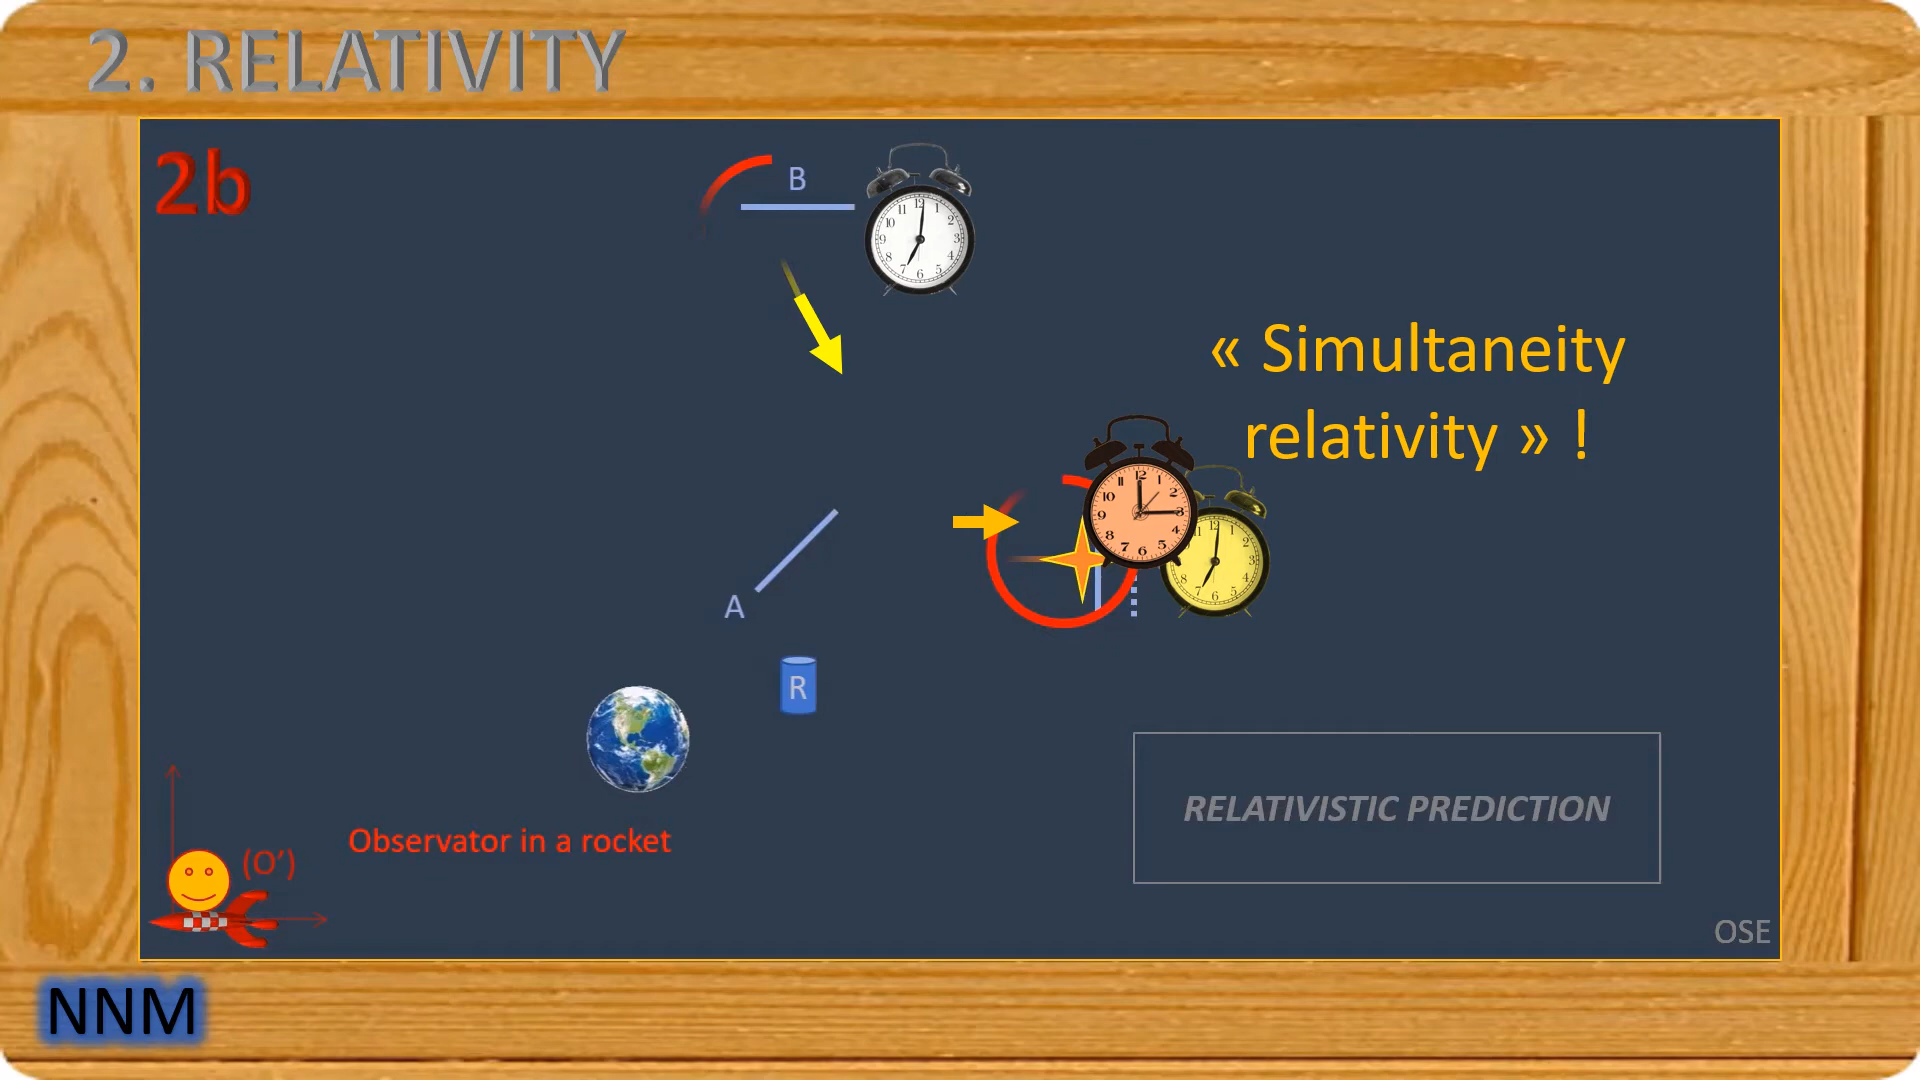 2. RELATIVITY
2b
B
« Simultaneity
relativity » !
A
R
RELATIVISTIC PREDICTION
Observator in a rocket
(O’)
OSE
NNM